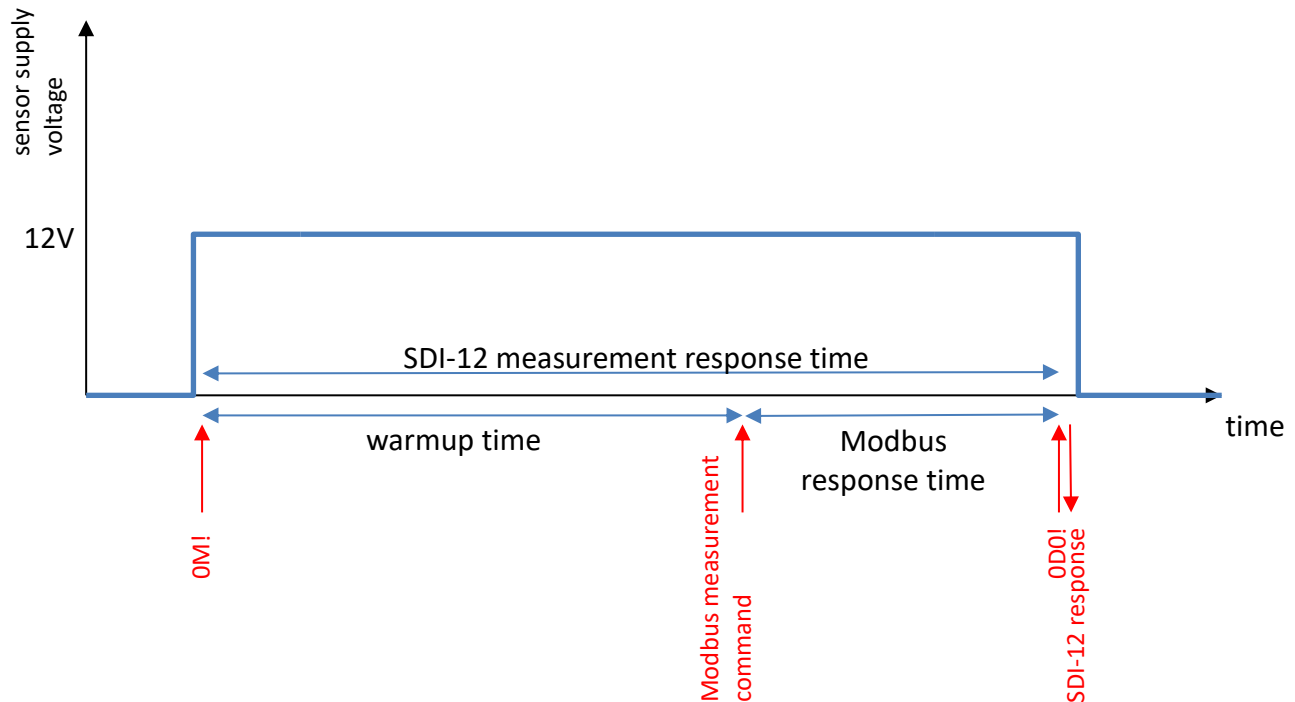 sensor supply
voltage
12V
SDI-12 measurement response time
warmup time
Modbus
response time
time
0M!
Modbus measurement
command
0D0!
SDI-12 response